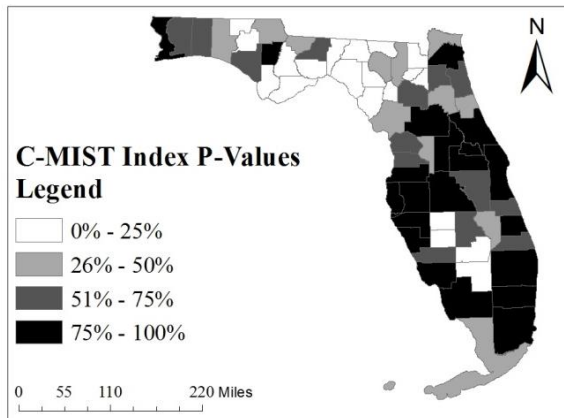 N
C-MIST Index P-Values
Legend
0% - 25%
26% - 50%
51% - 75%
75% - 100%
0 55 110 220 Miles